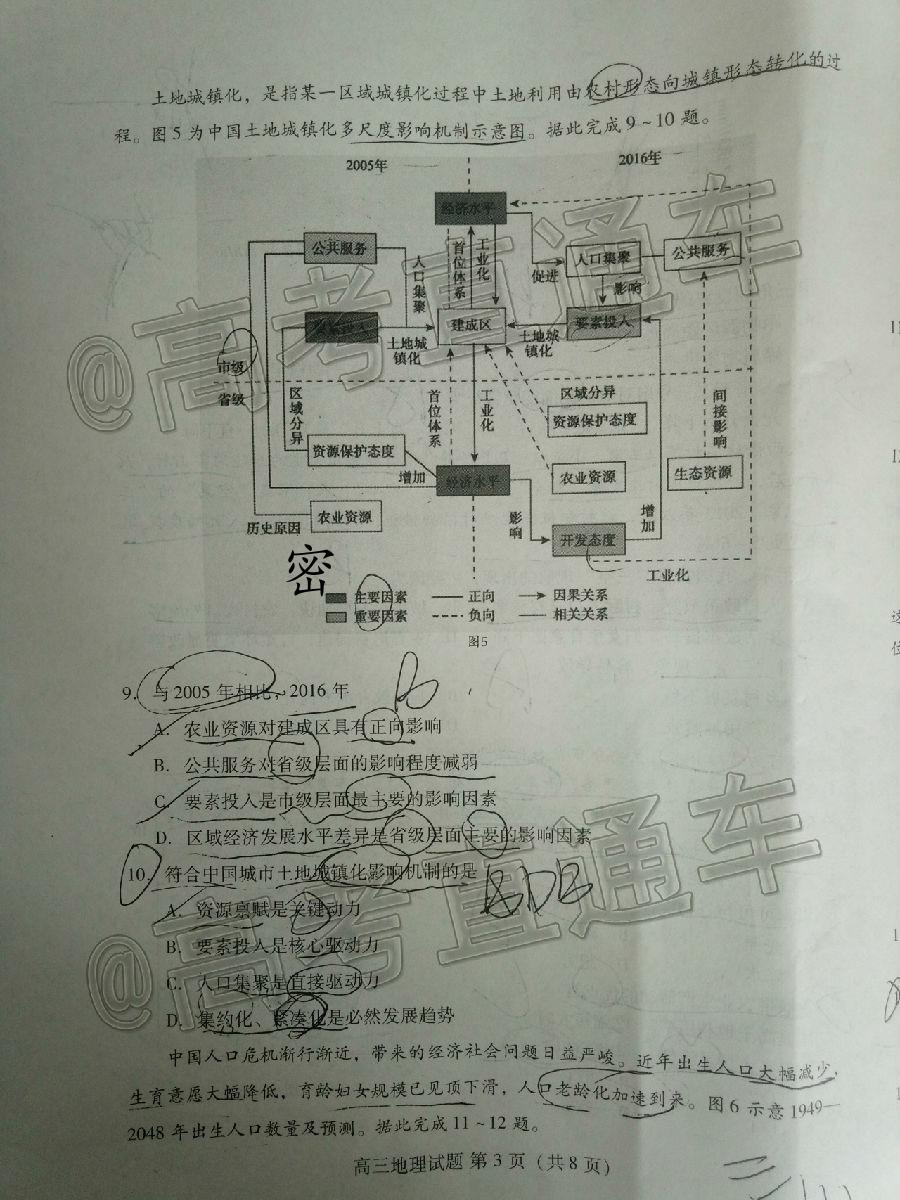 土地城镇化，是指某一区域城镇化过程中土地利用由农村形态向城镇形态转化的过
程。图5为中国土地城镇化多尺度影响机制示意图。据此完成9～10题。
2005年
2016年
经济水平
公共服务
人口集聚
首位体系
工业化
促进
人口集聚
公共服务
影响
建成区
要素投入
土地城镇化
土地城镇化
市级
省级
区域分异
首位体系
工业化
区域分异
间接影响
资源保护态度
资源保护态度
增加
经济水平
农业资源
生态资源
历史原因
农业资源
影响
开发态度
增加
密
工业化
主要因素
正向
因果关系
重要因素
负向
相关关系
图5
9．与2005年相比，2016年
A．农业资源对建成区具有正向影响
B．公共服务对省级层面的影响程度减弱
C．要素投入是市级层面最主要的影响因素
D．区域经济发展水平差异是省级层面主要的影响因素
10．符合中国城市土地城镇化影响机制的是
A．资源禀赋是关键动力
B．要素投入是核心驱动力
C．人口集聚是直接驱动力
D．集约化、紧凑化是必然发展趋势
中国人口危机渐行渐近，带来的经济社会问题日益严峻。近年出生人口大幅减少，
生育意愿大幅降低，育龄妇女规模已见顶下滑，人口老龄化加速到来。图6示意1949—
2048年出生人口数量及预测。据此完成11～12题。
高三地理试题 第3页（共8页）
@高考直通车
@高考直通车